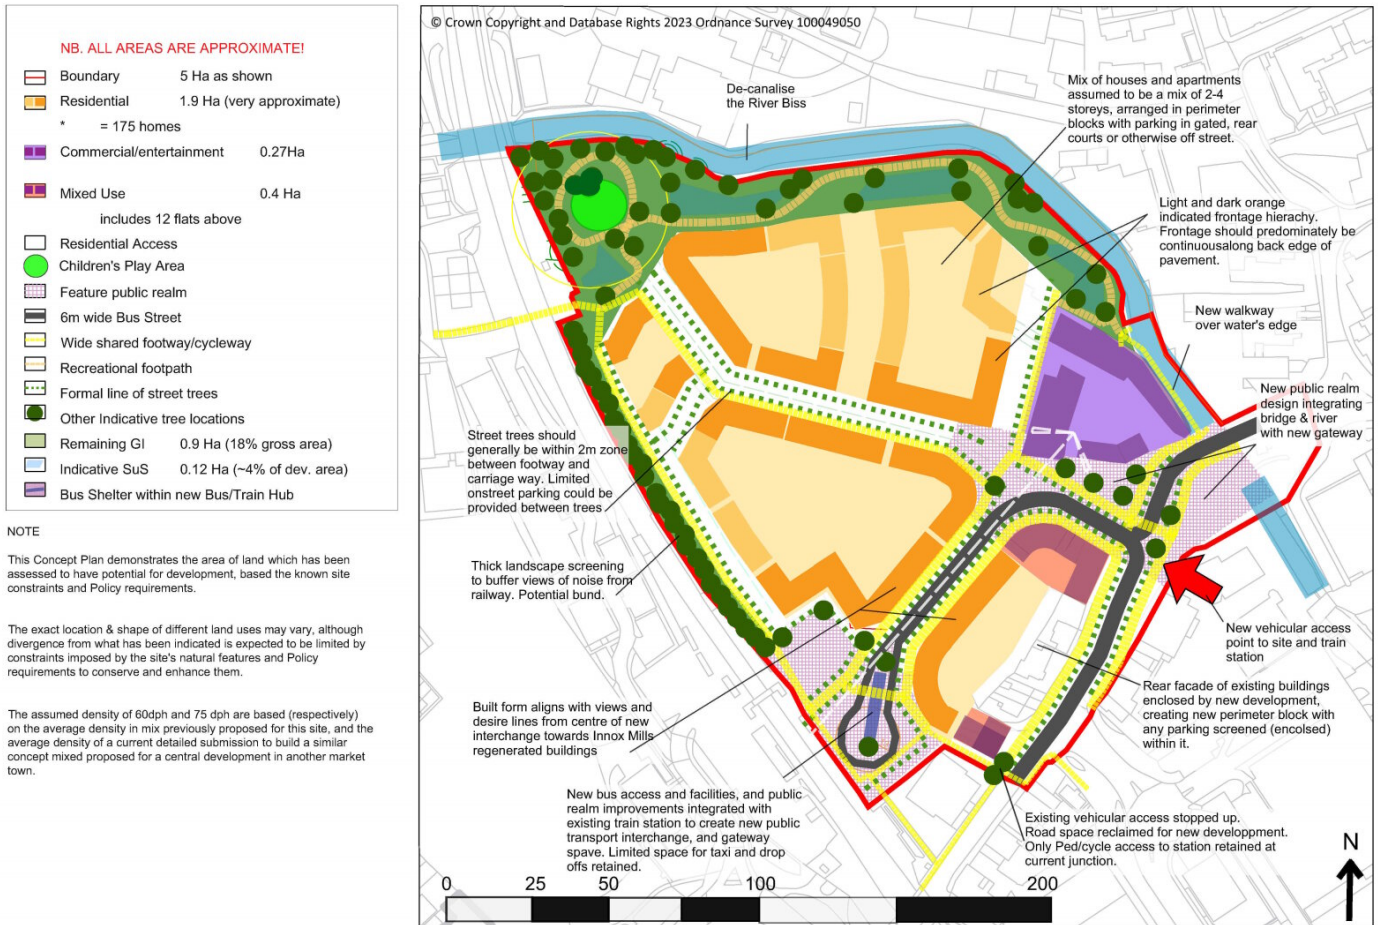 NB. ALL AREAS ARE APPROXIMATE!
Boundary 5 Ha as shown
Residential 1.9 Ha (very approximate)
* = 175 homes
Commercial/entertainment 0.27Ha
Mixed Use 0.4 Ha
includes 12 flats above
Residential Access
Children's Play Area
Feature public realm
6m wide Bus Street
Wide shared footway/cycleway
Recreational footpath
Formal line of street trees
Other Indicative tree locations
Remaining GI 0.9 Ha (18% gross area)
Indicative SuS 0.12 Ha (~4% of dev. area)
Bus Shelter within new Bus/Train Hub
NOTE
This Concept Plan demonstrates the area of land which has been
assessed to have potential for development, based the known site
constraints and Policy requirements.
The exact location & shape of different land uses may vary, although
divergence from what has been indicated is expected to be limited by
constraints imposed by the site's natural features and Policy
requirements to conserve and enhance them.
The assumed density of 60dph and 75 dph are based (respectively)
on the average density in mix previously proposed for this site, and the
average density of a current detailed submission to build a similar
concept mixed proposed for a central development in another market
town.
© Crown Copyright and Database Rights 2023 Ordnance Survey 100049050
De-canalise
the River Biss
Mix of houses and apartments
assumed to be a mix of 2-4
storeys, arranged in perimeter
blocks with parking in gated, rear
courts or otherwise off street.
Light and dark orange
indicated frontage hierachy.
Frontage should predominately be
continuousalong back edge of
pavement.
New walkway
over water's edge
New public realm
design integrating
bridge & river
with new gateway
Street trees should
generally be within 2m zone
between footway and
carriage way. Limited
onstreet parking could be
provided between trees
Thick landscape screening
to buffer views of noise from
railway. Potential bund.
New vehicular access
point to site and train
station
Rear facade of existing buildings
enclosed by new development,
creating new perimeter block with
any parking screened (encolsed)
within it.
Built form aligns with views and
desire lines from centre of new
interchange towards Innox Mills
regenerated buildings
New bus access and facilities, and public
realm improvements integrated with
existing train station to create new public
transport interchange, and gateway
spave. Limited space for taxi and drop
offs retained.
Existing vehicular access stopped up.
Road space reclaimed for new developpment.
Only Ped/cycle access to station retained at
current junction.
N
0 25 50 100 200